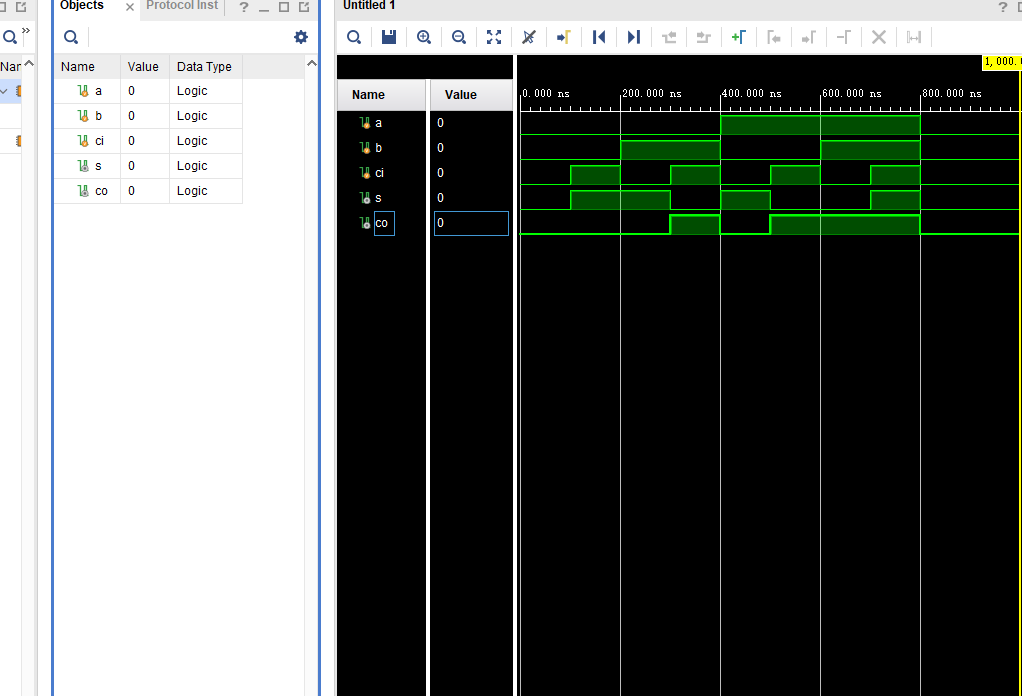 Objects
Protocol Inst
?
Untitled 1
?
Name Value Data Type
a 0 Logic
b 0 Logic
ci 0 Logic
s 0 Logic
co 0 Logic
1,000.0
Name Value
0.000 ns 200.000 ns 400.000 ns 600.000 ns 800.000 ns
a 0
b 0
ci 0
s 0
co 0